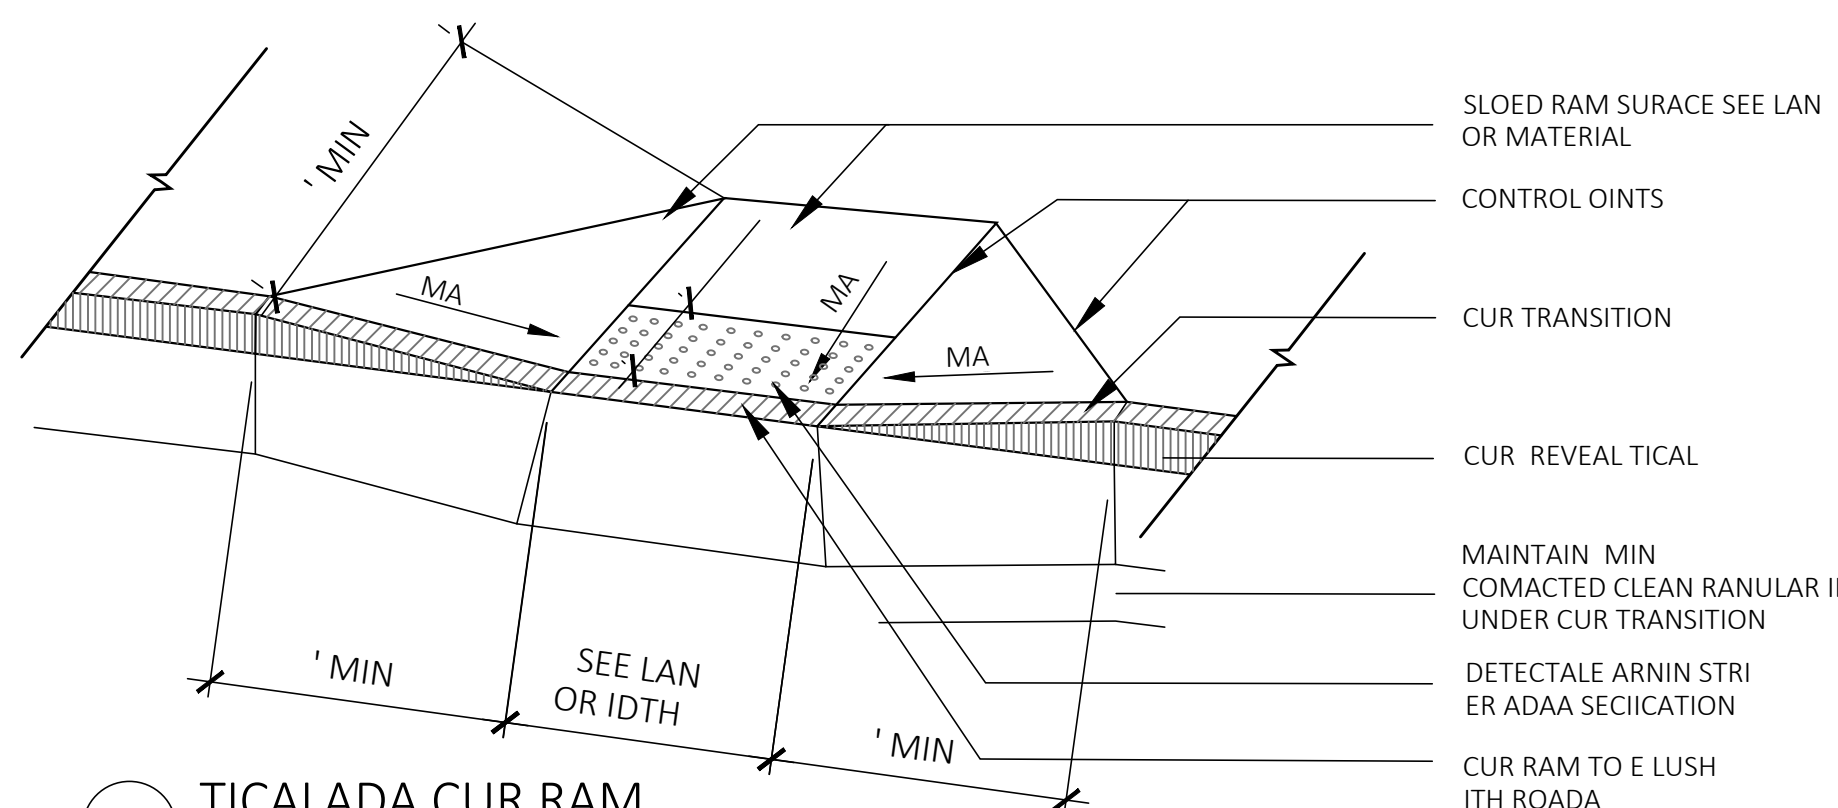 ' MIN
SLOED RAM SURACE SEE LAN
OR MATERIAL
CONTROL OINTS
MA
MA
MA
CUR TRANSITION
CUR  REVEAL TICAL
MAINTAIN  MIN
COMACTED CLEAN RANULAR
UNDER CUR TRANSITION
DETECTALE ARNIN STRI
ER ADAA SECIICATION
CUR RAM TO E LUSH
ITH ROADA
' MIN
SEE LAN
OR IDTH
' MIN
TICALADA CUR RAM